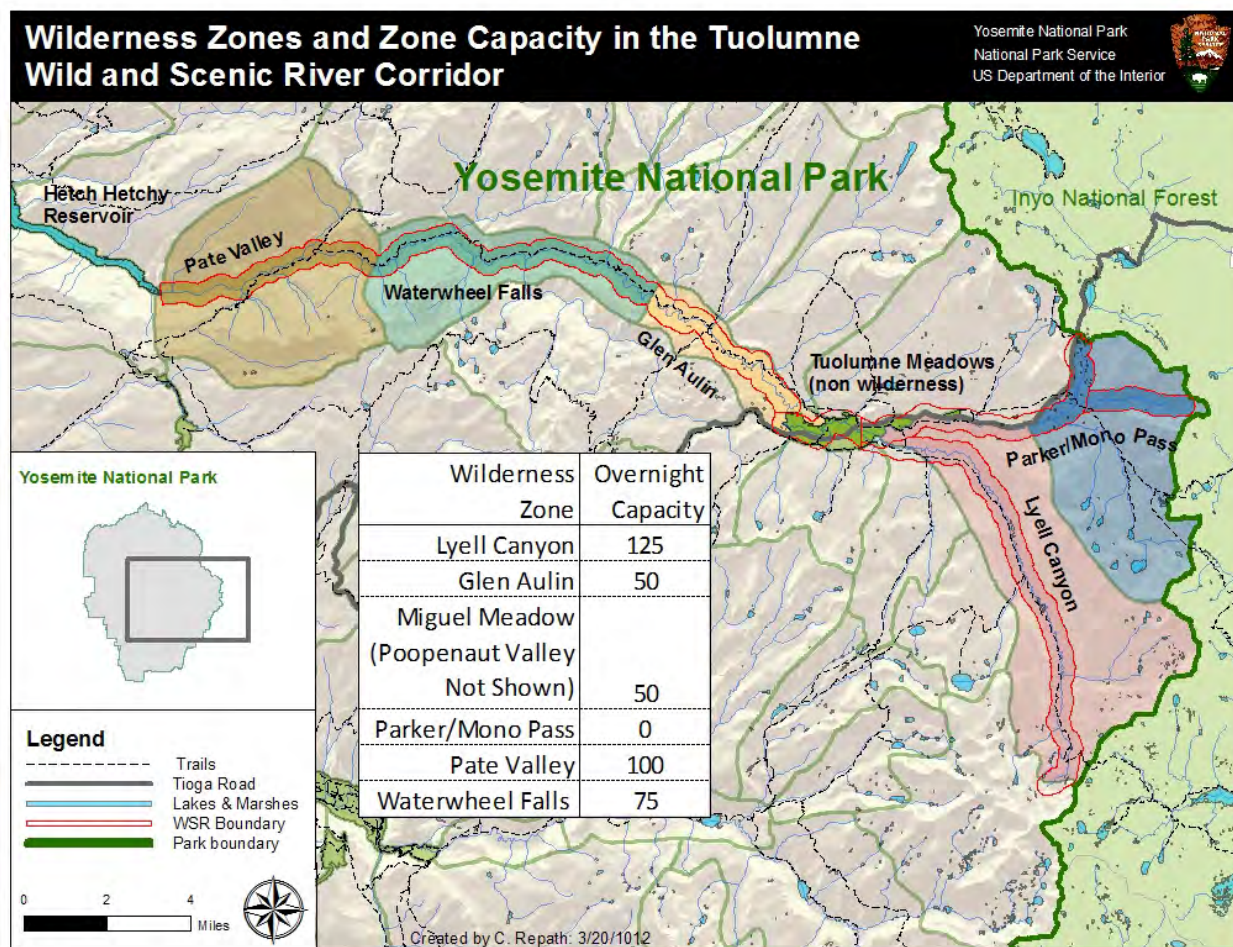 Wilderness Zones and Zone Capacity in the Tuolumne
Wild and Scenic River Corridor
Yosemite National Park
National Park Service
US Department of the Interior
NATIONAL
PARK
SERVICE
Yosemite National Park
Inyo National Forest
Hetch Hetchy
Reservoir
Pate Valley
Waterwheel Falls
Glen Aulin
Tuolumne Meadows
(non wilderness)
Parker/Mono Pass
Lyell Canyon
Yosemite National Park
Wilderness Overnight
Zone Capacity
Lyell Canyon 125
Glen Aulin 50
Miguel Meadow
(Poopenaut Valley
Not Shown) 50
Parker/Mono Pass 0
Pate Valley 100
Waterwheel Falls 75
Legend
Trails
Tioga Road
Lakes & Marshes
WSR Boundary
Park boundary
0 2 4
Miles
Created by C. Repath: 3/20/1012